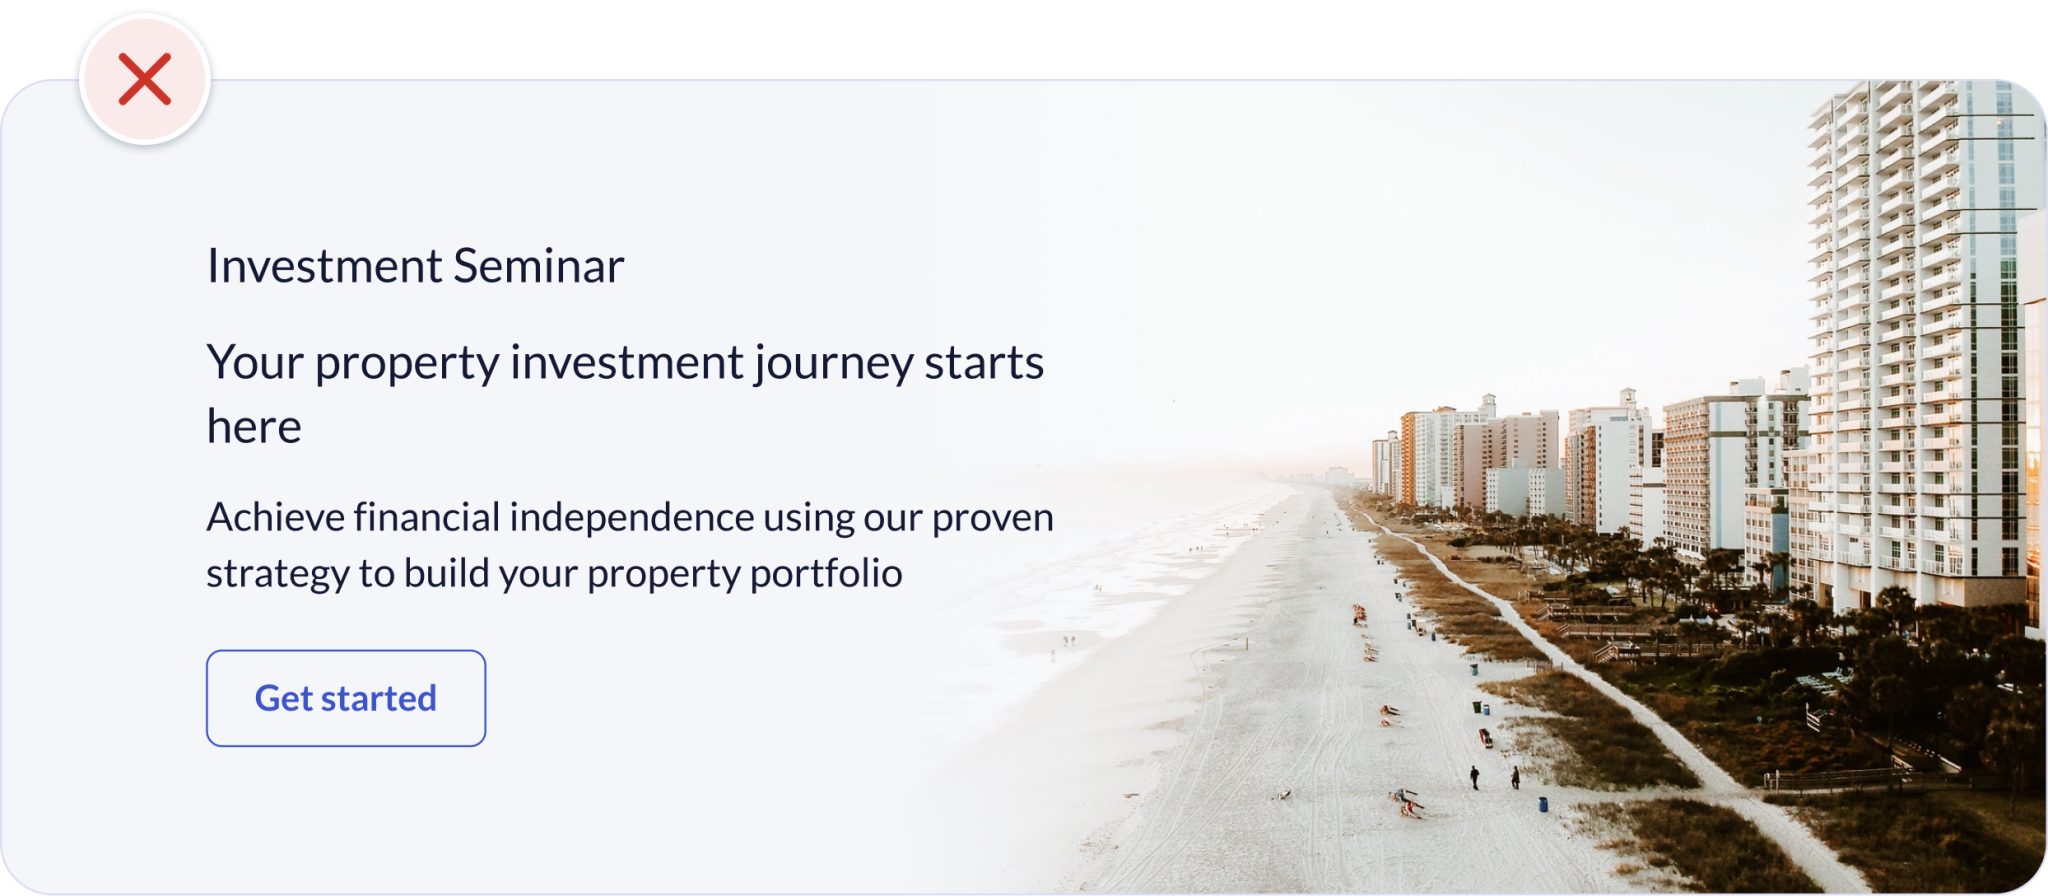 Investment Seminar
Your property investment journey starts
here
Achieve financial independence using our proven
strategy to build your property portfolio
Get started